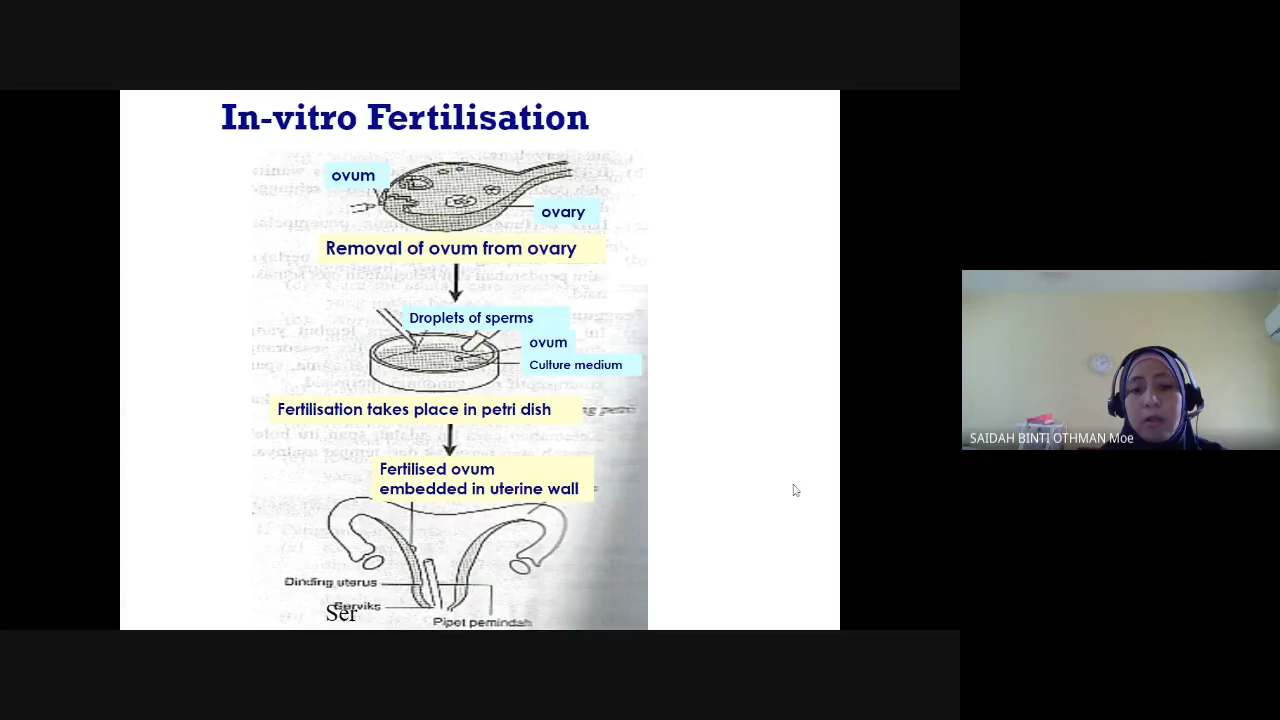 In-vitro Fertilisation
ovum
ovary
Removal of ovum from ovary
Droplets of sperms
ovum
Culture medium
Fertilisation takes place in petri dish
Fertilised ovum
embedded in uterine wall
Dinding uterus
Serviks
Ser
Pipet pemindah
SAIDAH BINTI OTHMAN Moe